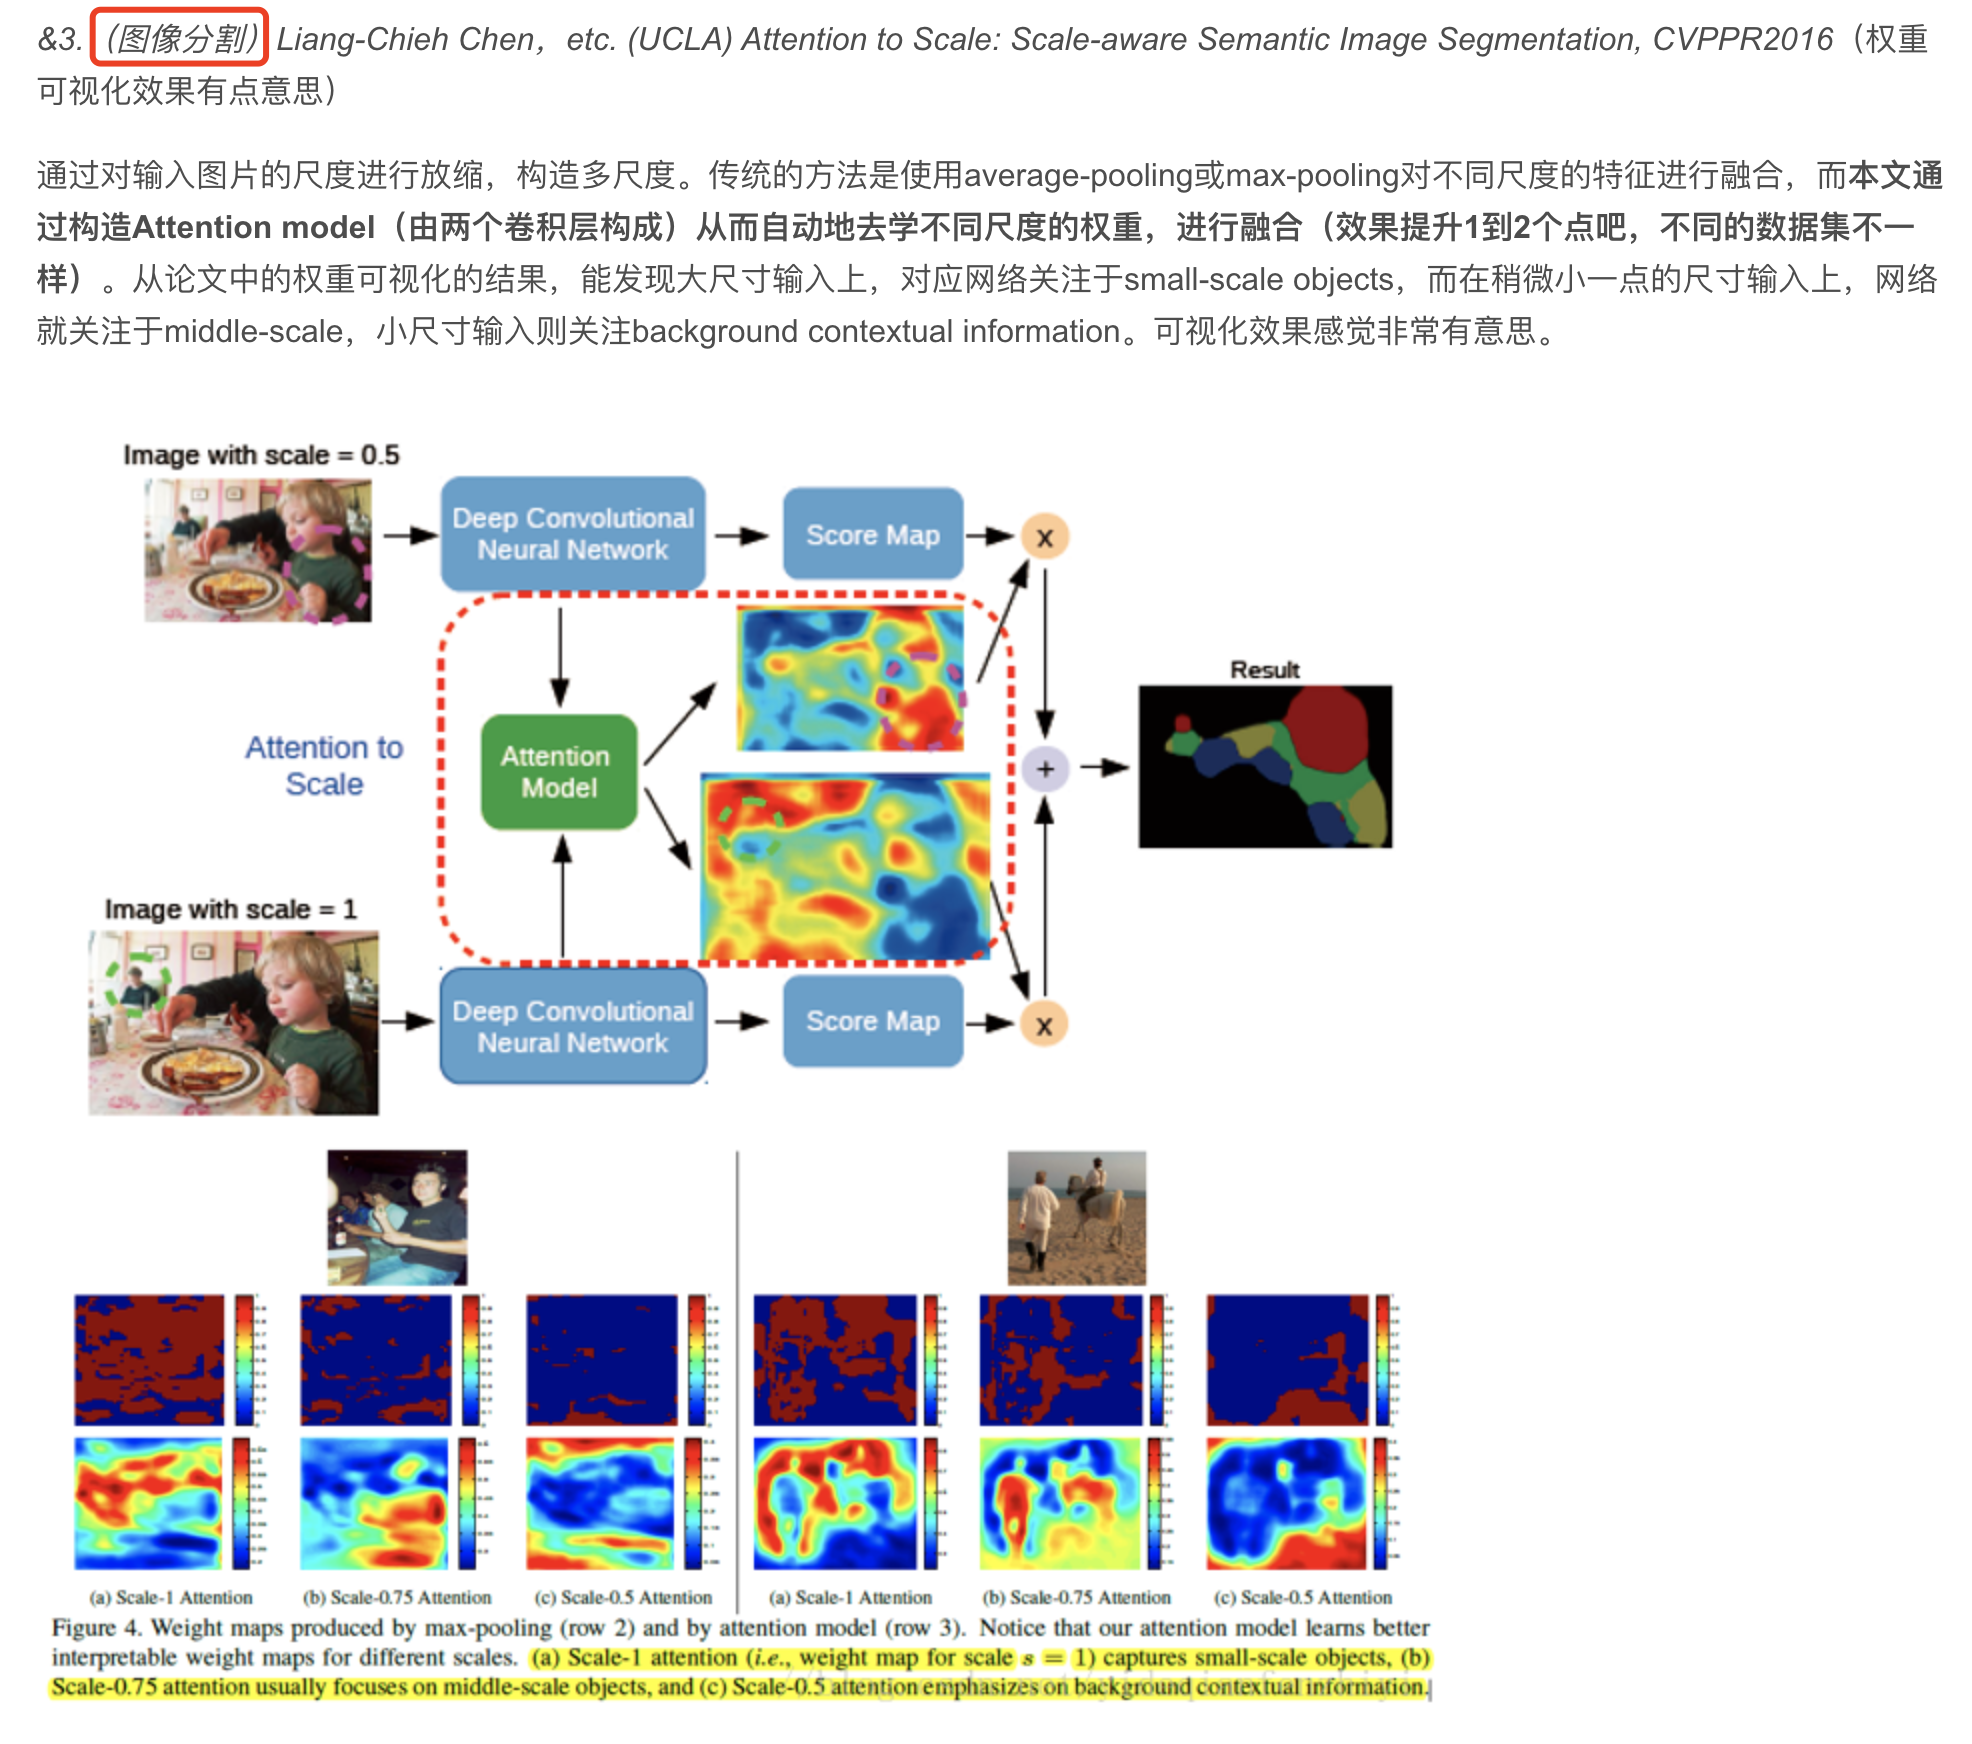 &3.（图像分割）Liang-Chieh Chen，etc. (UCLA) Attention to Scale: Scale-aware Semantic Image Segmentation, CVPPR2016（权重
可视化效果有点意思）
通过对输入图片的尺度进行放缩，构造多尺度。传统的方法是使用average-pooling或max-pooling对不同尺度的特征进行融合，而本文通
过构造Attention model（由两个卷积层构成）从而自动地去学不同尺度的权重，进行融合（效果提升1到2个点吧，不同的数据集不一
样）。从论文中的权重可视化的结果，能发现大尺寸输入上，对应网络关注于small-scale objects，而在稍微小一点的尺寸输入上，网络
就关注于middle-scale，小尺寸输入则关注background contextual information。可视化效果感觉非常有意思。
Image with scale = 0.5
Deep Convolutional
Neural Network
Score Map
x
Attention to
Scale
Attention
Model
+
Result
Image with scale = 1
Deep Convolutional
Neural Network
Score Map
x
(a) Scale-1 Attention
(b) Scale-0.75 Attention
(c) Scale-0.5 Attention
(a) Scale-1 Attention
(b) Scale-0.75 Attention
(c) Scale-0.5 Attention
Figure 4. Weight maps produced by max-pooling (row 2) and by attention model (row 3). Notice that our attention model learns better
interpretable weight maps for different scales. (a) Scale-1 attention (i.e., weight map for scale s = 1) captures small-scale objects, (b)
Scale-0.75 attention usually focuses on middle-scale objects, and (c) Scale-0.5 attention emphasizes on background contextual information.